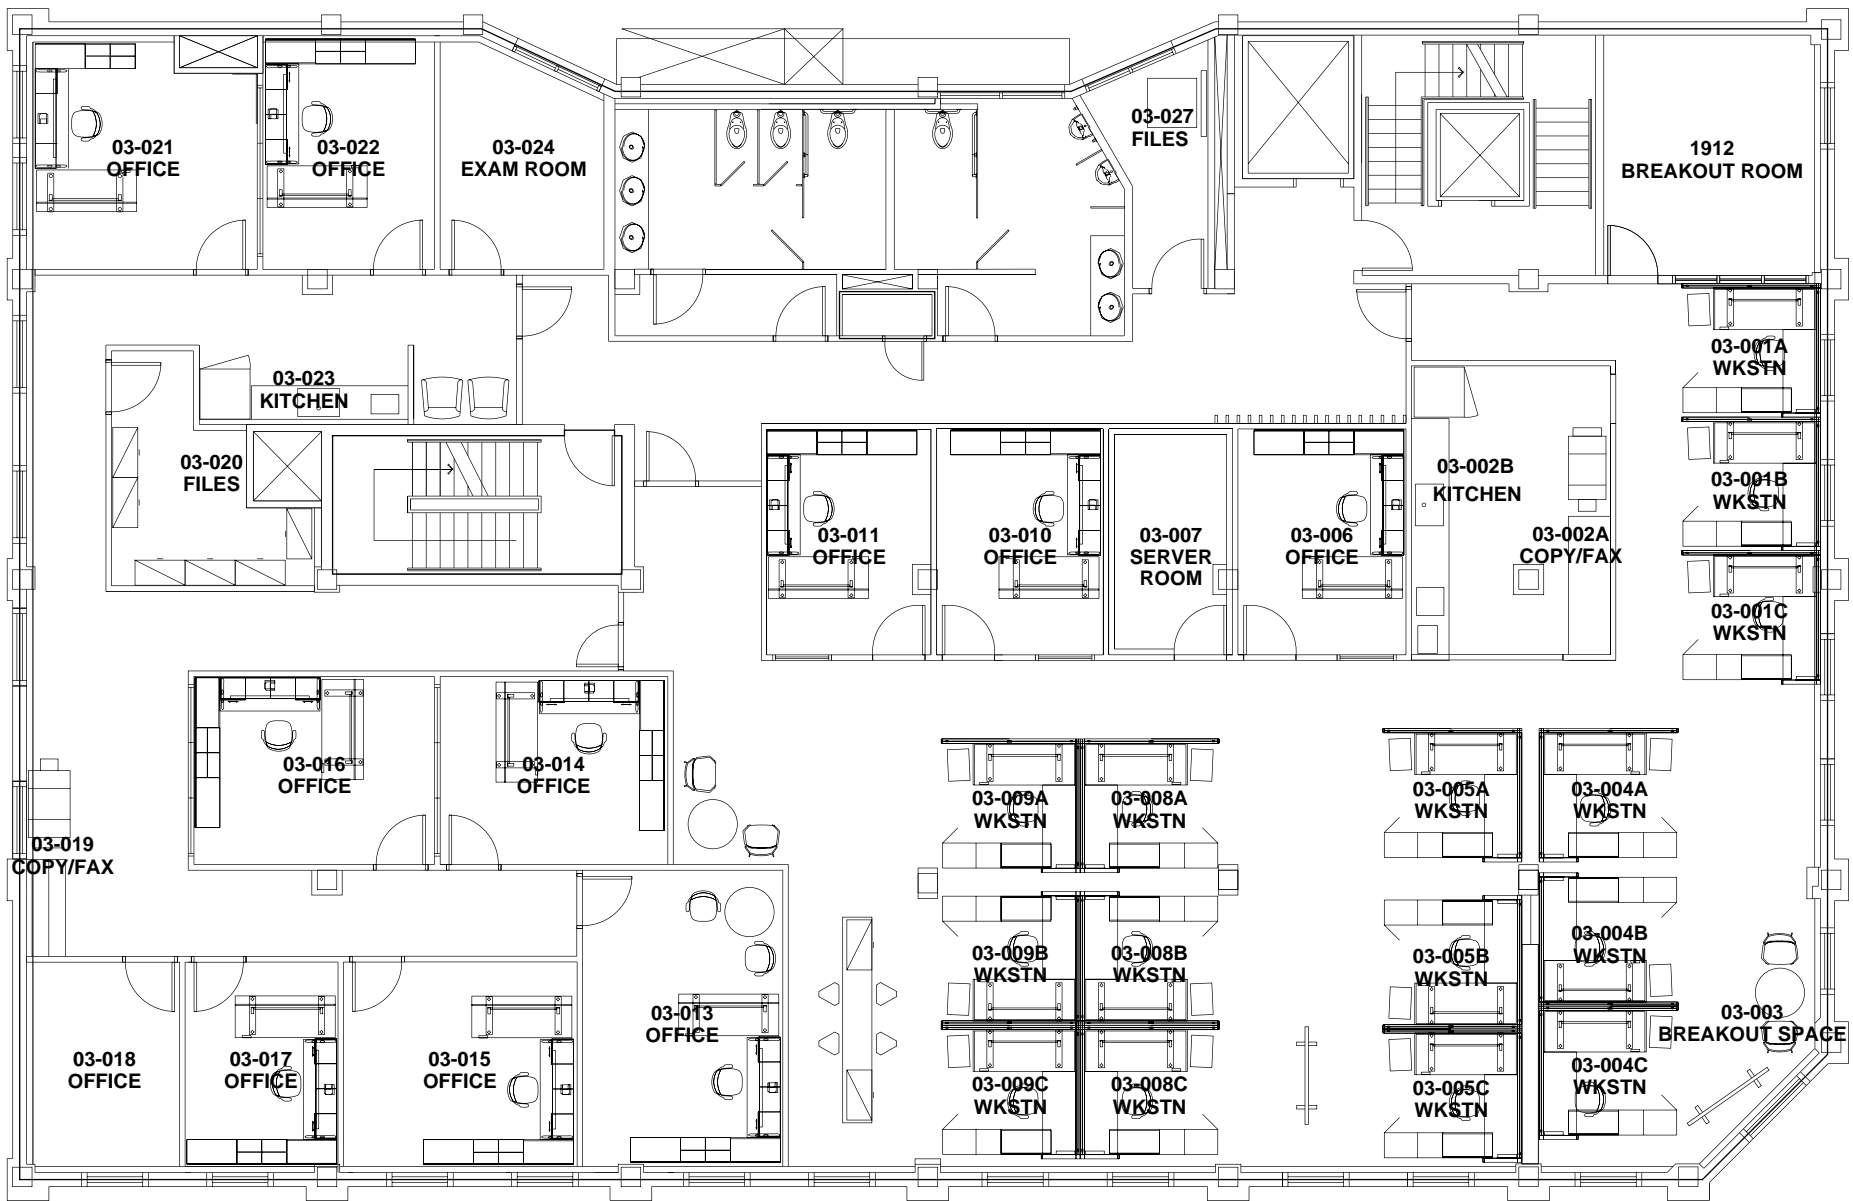 03-021
OFFICE
03-022
OFFICE
03-024
EXAM ROOM
03-027
FILES
1912
BREAKOUT ROOM
03-001A
WKSTN
03-023
KITCHEN
03-020
FILES
03-002B
KITCHEN
03-001B
WKSTN
03-011
OFFICE
03-010
OFFICE
03-007
SERVER
ROOM
03-006
OFFICE
03-002A
COPY/FAX
03-001C
WKSTN
03-016
OFFICE
03-014
OFFICE
03-009A
WKSTN
03-008A
WKSTN
03-005A
WKSTN
03-004A
WKSTN
03-019
COPY/FAX
03-009B
WKSTN
03-008B
WKSTN
03-005B
WKSTN
03-004B
WKSTN
03-013
OFFICE
03-003
BREAKOUT SPACE
03-018
OFFICE
03-017
OFFICE
03-015
OFFICE
03-009C
WKSTN
03-008C
WKSTN
03-005C
WKSTN
03-004C
WKSTN